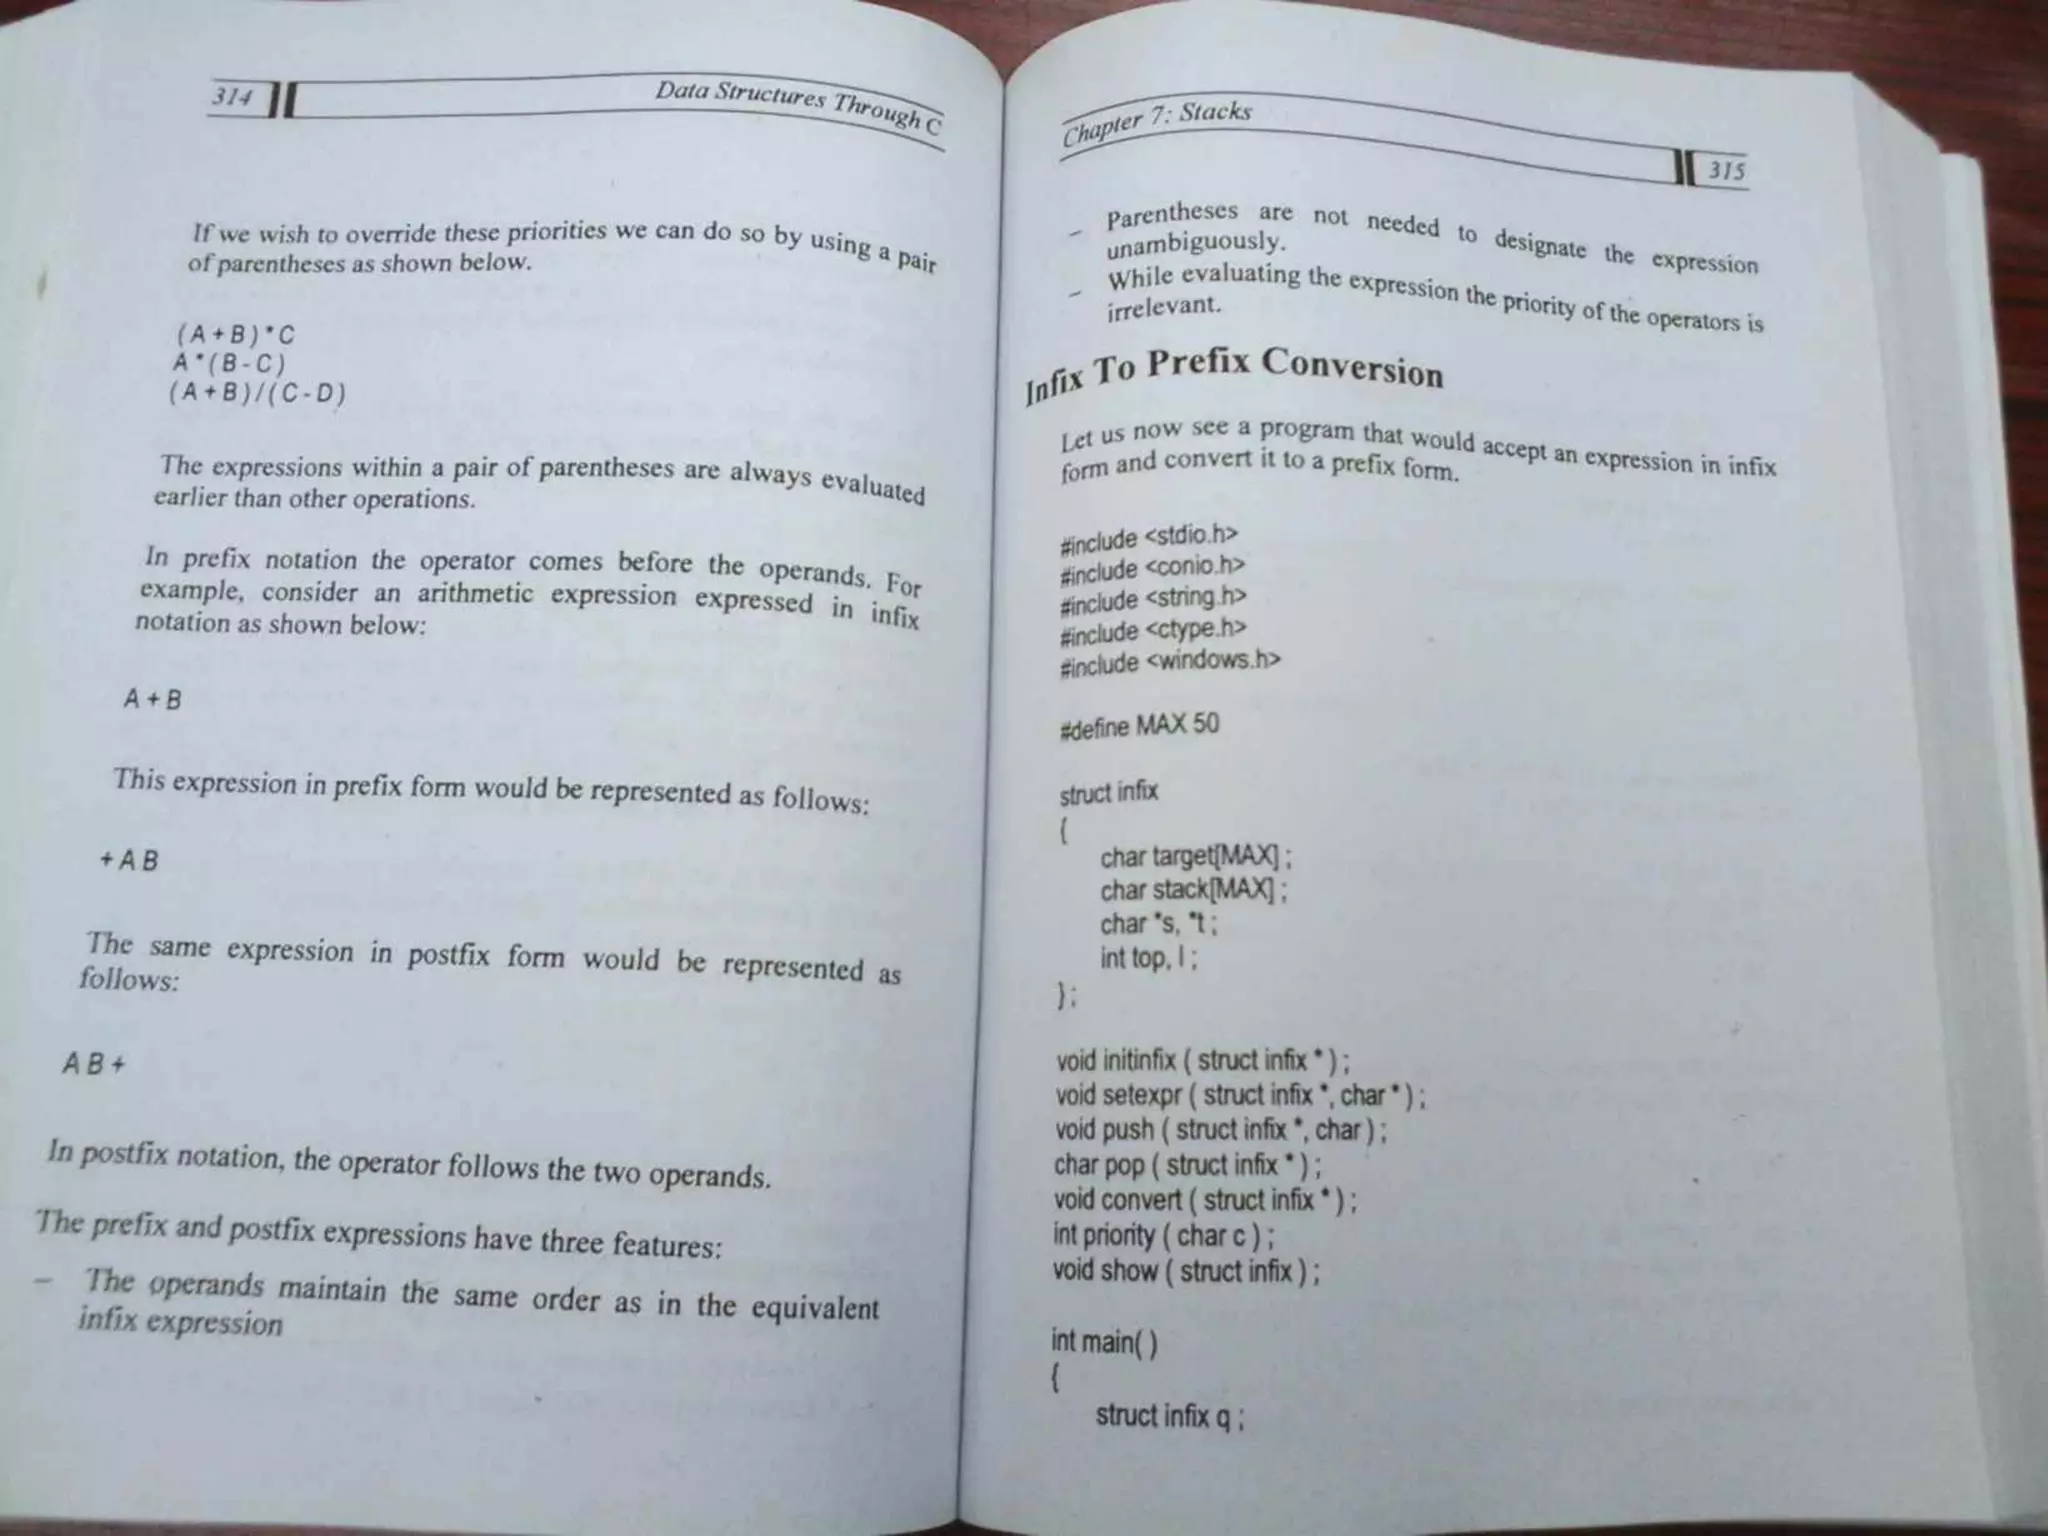 314
Data Structures Through C
If we wish to override these priorities we can do so by using a pair
of parentheses as shown below.
( A + B ) * C
A * ( B - C )
( A + B ) / ( C - D )
The expressions within a pair of parentheses are always evaluated
earlier than other operations.
In prefix notation the operator comes before the operands. For
example, consider an arithmetic expression expressed in infix
notation as shown below:
A + B
This expression in prefix form would be represented as follows:
+ A B
The same expression in postfix form would be represented as
follows:
A B +
In postfix notation, the operator follows the two operands.
The prefix and postfix expressions have three features:
– The operands maintain the same order as in the equivalent
infix expression
Chapter 7: Stacks
315
– Parentheses are not needed to designate the expression
unambiguously.
– While evaluating the expression the priority of the operators is
irrelevant.
Infix To Prefix Conversion
Let us now see a program that would accept an expression in infix
form and convert it to a prefix form.
#include <stdio.h>
#include <conio.h>
#include <string.h>
#include <ctype.h>
#include <windows.h>
#define MAX 50
struct infix
{
char target[MAX] ;
char stack[MAX] ;
char *s, *t ;
int top, l ;
} ;
void initinfix ( struct infix * ) ;
void setexpr ( struct infix *, char * ) ;
void push ( struct infix *, char ) ;
char pop ( struct infix * ) ;
void convert ( struct infix * ) ;
int priority ( char c ) ;
void show ( struct infix ) ;
int main( )
{
struct infix q ;